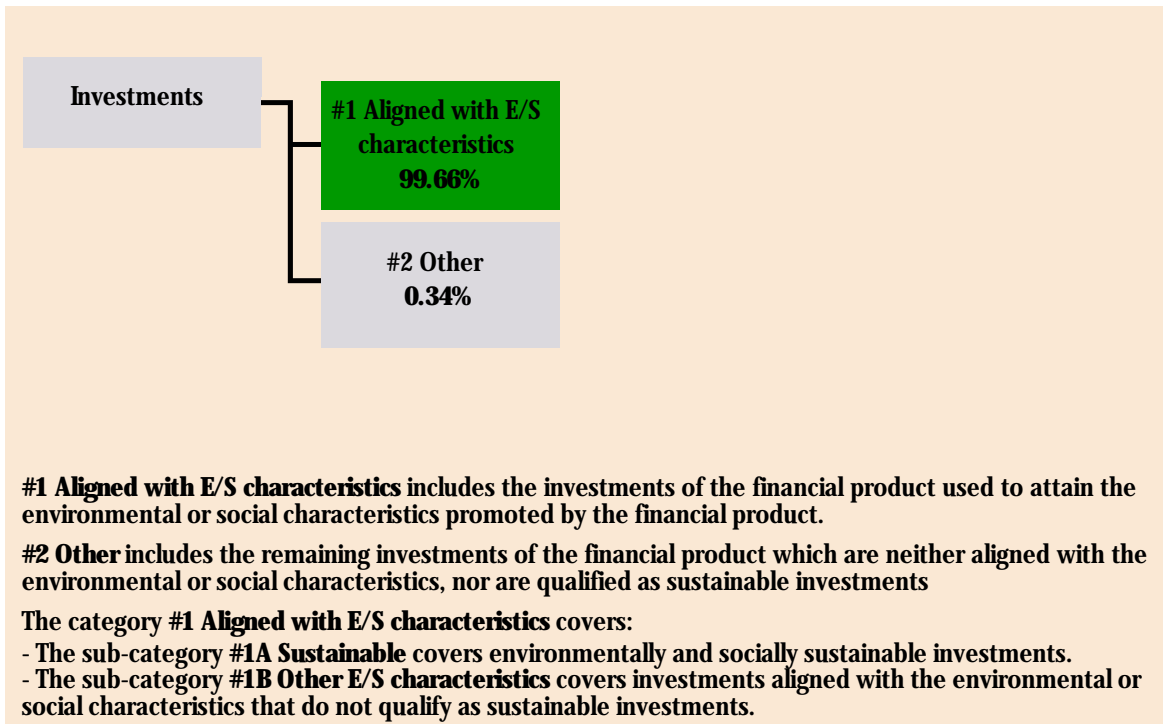 Investments
#1 Aligned with E/S
characteristics
99.66%
#2 Other
0.34%
#1 Aligned with E/S characteristics includes the investments of the financial product used to attain the
environmental or social characteristics promoted by the financial product.
#2 Other includes the remaining investments of the financial product which are neither aligned with the
environmental or social characteristics, nor are qualified as sustainable investments
The category #1 Aligned with E/S characteristics covers:
- The sub-category #1A Sustainable covers environmentally and socially sustainable investments.
- The sub-category #1B Other E/S characteristics covers investments aligned with the environmental or
social characteristics that do not qualify as sustainable investments.